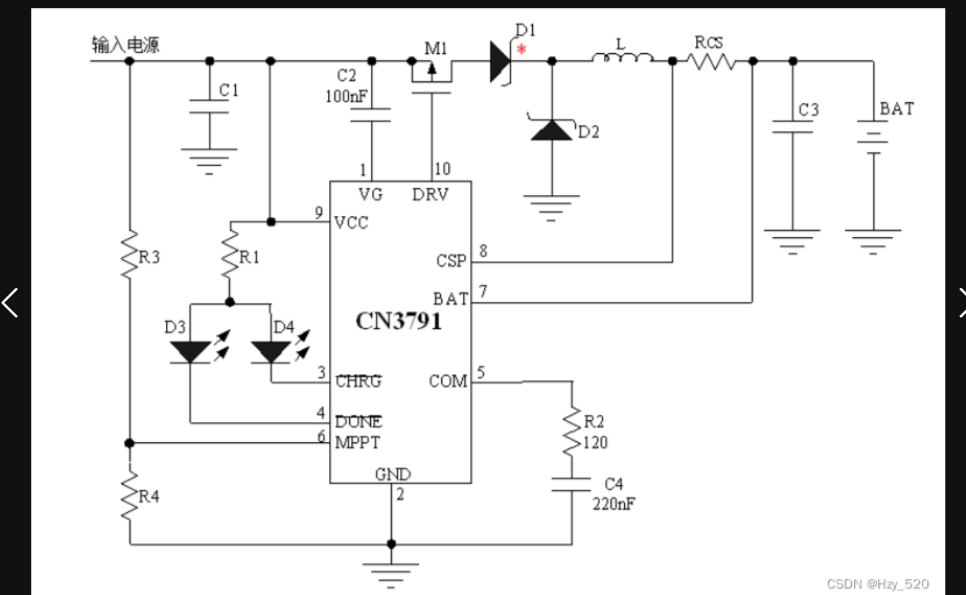 输入电源
D1
*
M1
L
RCS
C1
C2
100nF
C3
BAT
D2
1
10
VG
DRV
9
VCC
R3
R1
CSP
8
BAT
7
CN3791
D3
D4
3
CHRG
COM
5
4
DONE
6
MPPT
R2
120
GND
2
R4
C4
220nF
CSDN @Hzy_520